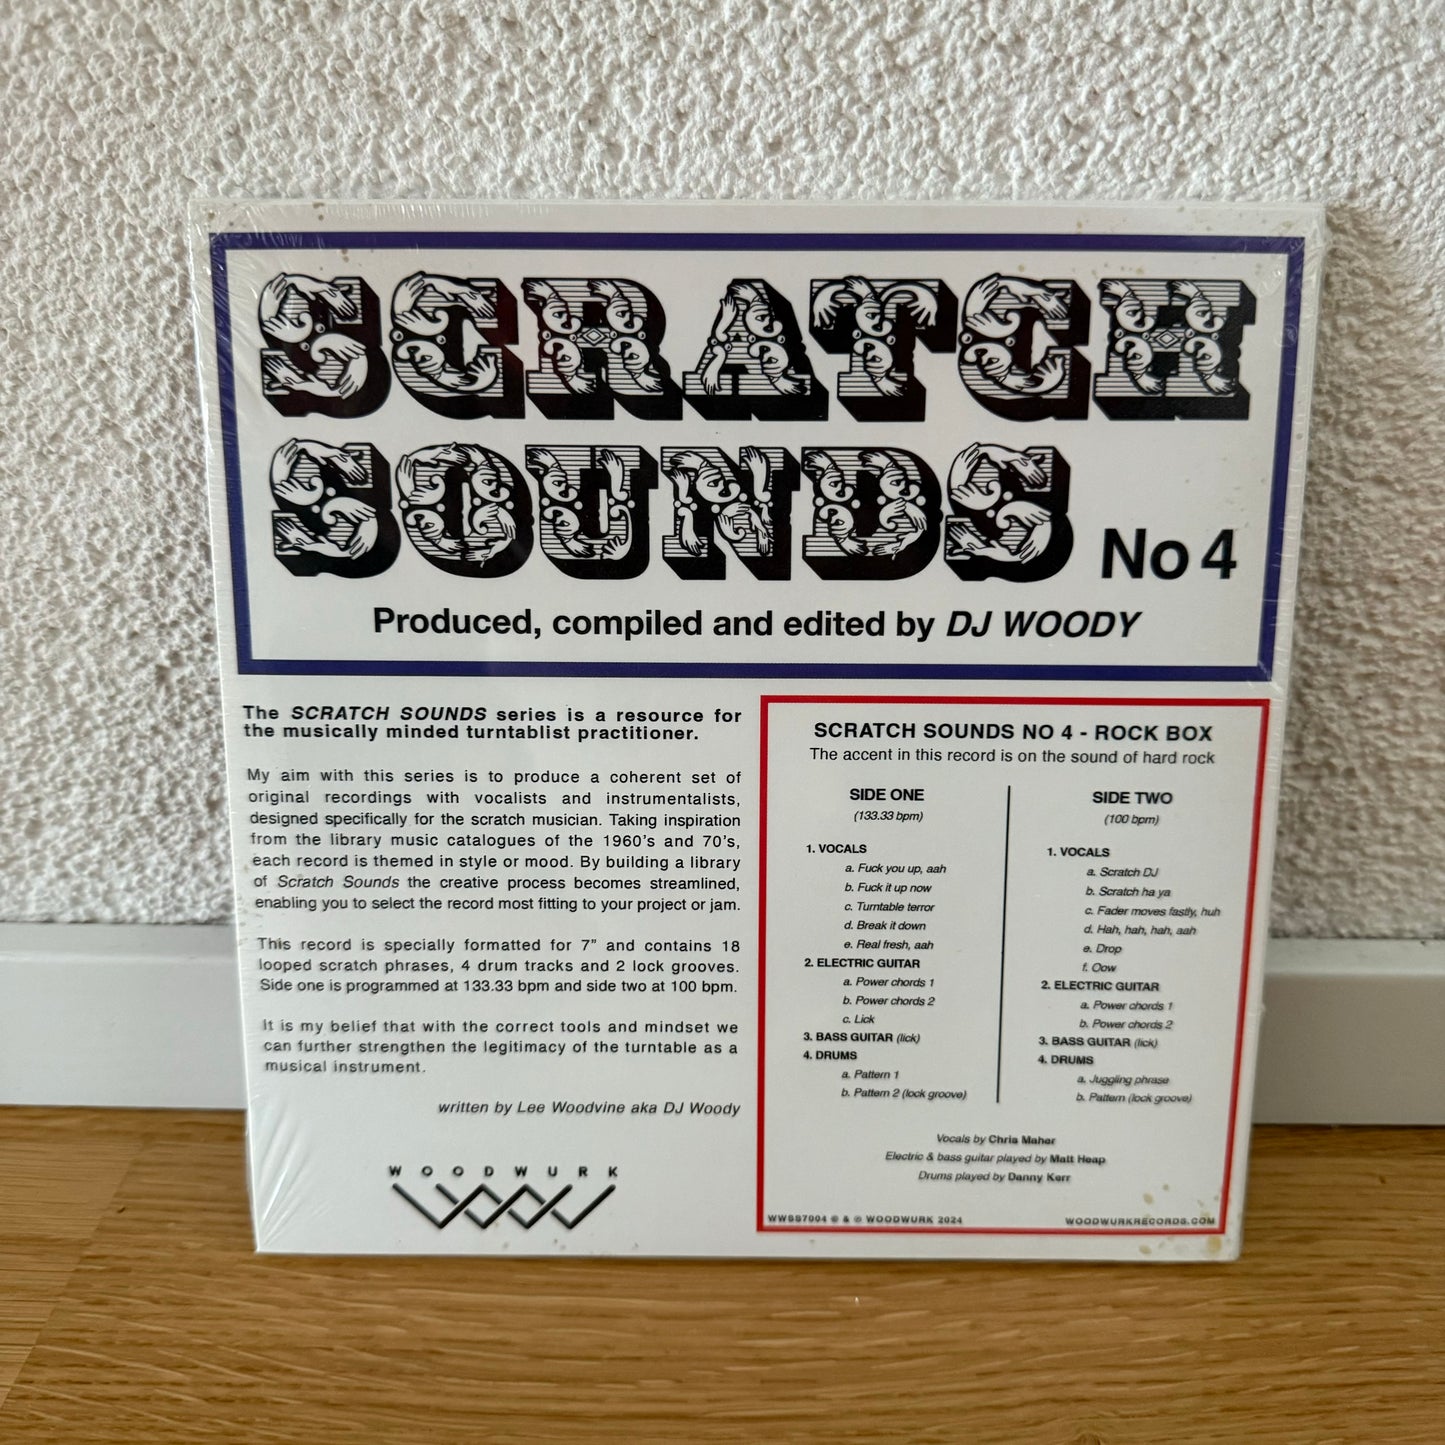 SCRATCH
SOUNDS No 4
Produced, compiled and edited by DJ WOODY
The SCRATCH SOUNDS series is a resource for
the musically minded turntablist practitioner.
My aim with this series is to produce a coherent set of
original recordings with vocalists and instrumentalists,
designed specifically for the scratch musician. Taking inspiration
from the library music catalogues of the 1960's and 70's,
each record is themed in style or mood. By building a library
of Scratch Sounds the creative process becomes streamlined,
enabling you to select the record most fitting to your project or jam.
This record is specially formatted for 7" and contains 18
looped scratch phrases, 4 drum tracks and 2 lock grooves.
Side one is programmed at 133.33 bpm and side two at 100 bpm.
It is my belief that with the correct tools and mindset we
can further strengthen the legitimacy of the turntable as a
musical instrument.
written by Lee Woodvine aka DJ Woody
WOODWURK
SCRATCH SOUNDS NO 4 - ROCK BOX
The accent in this record is on the sound of hard rock
SIDE ONE
(133.33 bpm)
1. VOCALS
a. Fuck you up, aah
b. Fuck it up now
c. Turntable terror
d. Break it down
e. Real fresh, aah
2. ELECTRIC GUITAR
a. Power chords 1
b. Power chords 2
c. Lick
3. BASS GUITAR (lick)
4. DRUMS
a. Pattern 1
b. Pattern 2 (lock groove)
SIDE TWO
(100 bpm)
1. VOCALS
a. Scratch DJ
b. Scratch ha ya
c. Fader moves fastly, huh
d. Hah, hah, hah, aah
e. Drop
f. Oow
2. ELECTRIC GUITAR
a. Power chords 1
b. Power chords 2
3. BASS GUITAR (lick)
4. DRUMS
a. Juggling phrase
b. Pattern (lock groove)
Vocals by Chris Maher
Electric & bass guitar played by Matt Heap
Drums played by Danny Kerr
WWSS7004 © & ℗ WOODWURK 2024
WOODWURKRECORDS.COM